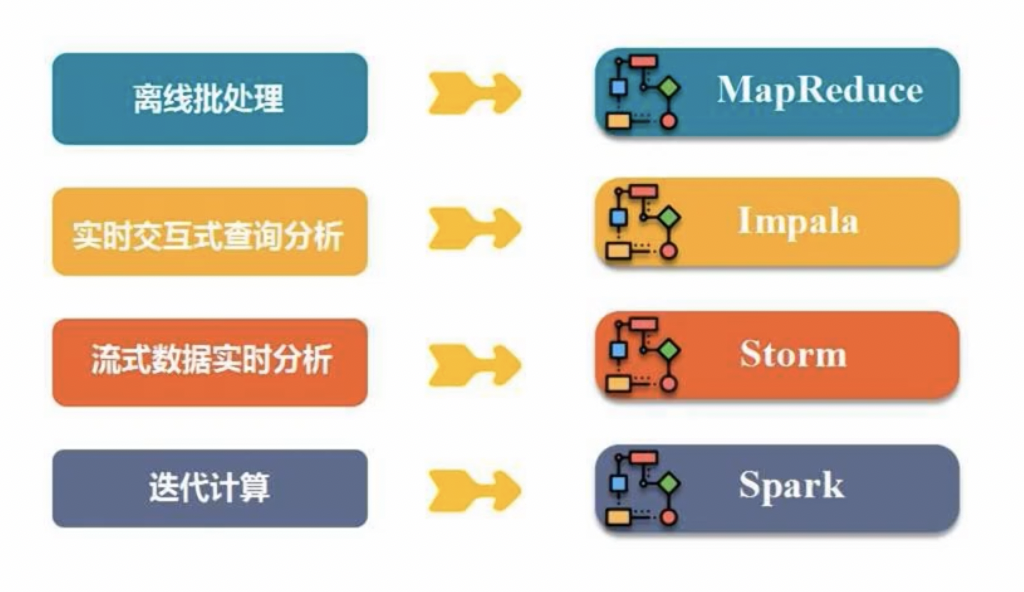 离线批处理
MapReduce
实时交互式查询分析
Impala
流式数据实时分析
Storm
迭代计算
Spark